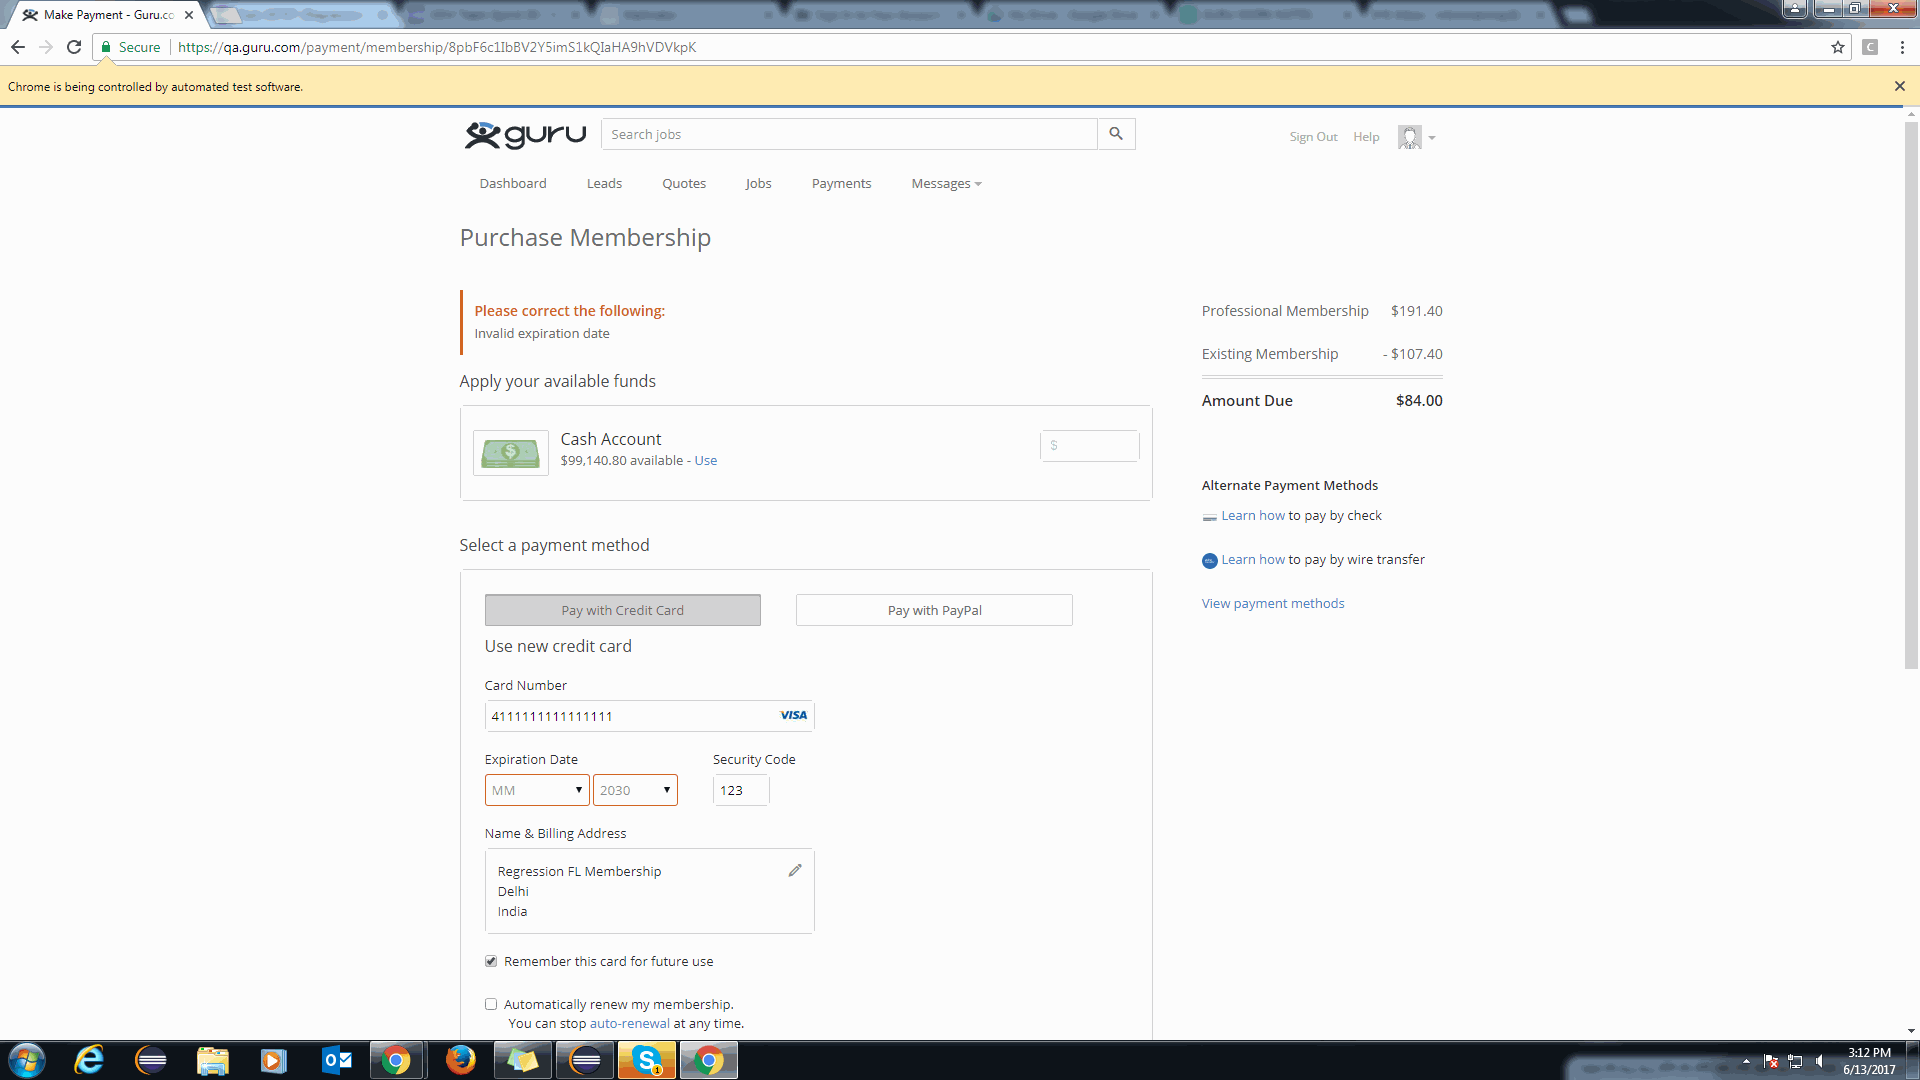 Make Payment - Guru.co
Secure
https://qa.guru.com/payment/membership/8pbF6c1IbBV2Y5imS1kQIaHA9hVDVkpK
C
Chrome is being controlled by automated test software.
guru
Search jobs
Sign Out
Help
Dashboard
Leads
Quotes
Jobs
Payments
Messages
Purchase Membership
Please correct the following:
Invalid expiration date
Professional Membership $191.40
Existing Membership - $107.40
Amount Due $84.00
Apply your available funds
Cash Account
$99,140.80 available - Use
$
Alternate Payment Methods
Learn how to pay by check
Learn how to pay by wire transfer
View payment methods
Select a payment method
Pay with Credit Card
Pay with PayPal
Use new credit card
Card Number
4111111111111111
VISA
Expiration Date
Security Code
MM
2030
123
Name & Billing Address
Regression FL Membership
Delhi
India
Remember this card for future use
Automatically renew my membership.
You can stop auto-renewal at any time.
3:12 PM
6/13/2017